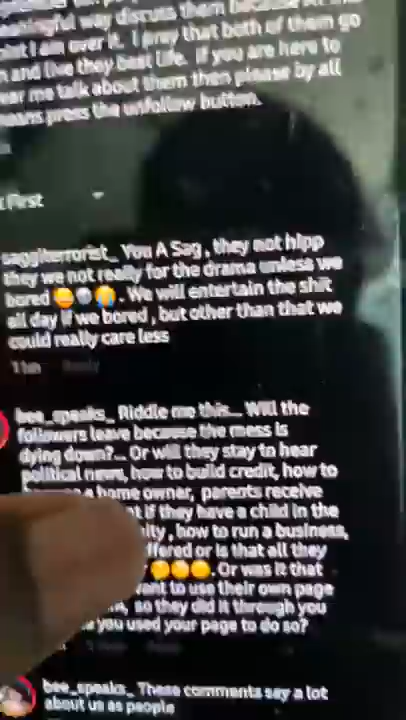 meaningful way discuss them because
I am over it. I pray that both of them go
and live they best life. If you are here to
hear me talk about them then please by all
means press the unfollow button.
First
saggiterrorist_ You A Sag , they not hipp
they we not really for the drama unless we
bored 😄 😭 . We will entertain the shit
all day if we bored , but other than that we
could really care less
11m Reply
bee_speaks_ Riddle me this... Will the
followers leave because the mess is
dying down?... Or will they stay to hear
political news, how to build credit, how to
a home owner, parents receive
if they have a child in the
, how to run a business,
offered or is that all they
. Or was it that
want to use their own page
, so they did it through you
you used your page to do so?
bee_speaks_ These comments say a lot
about us as people